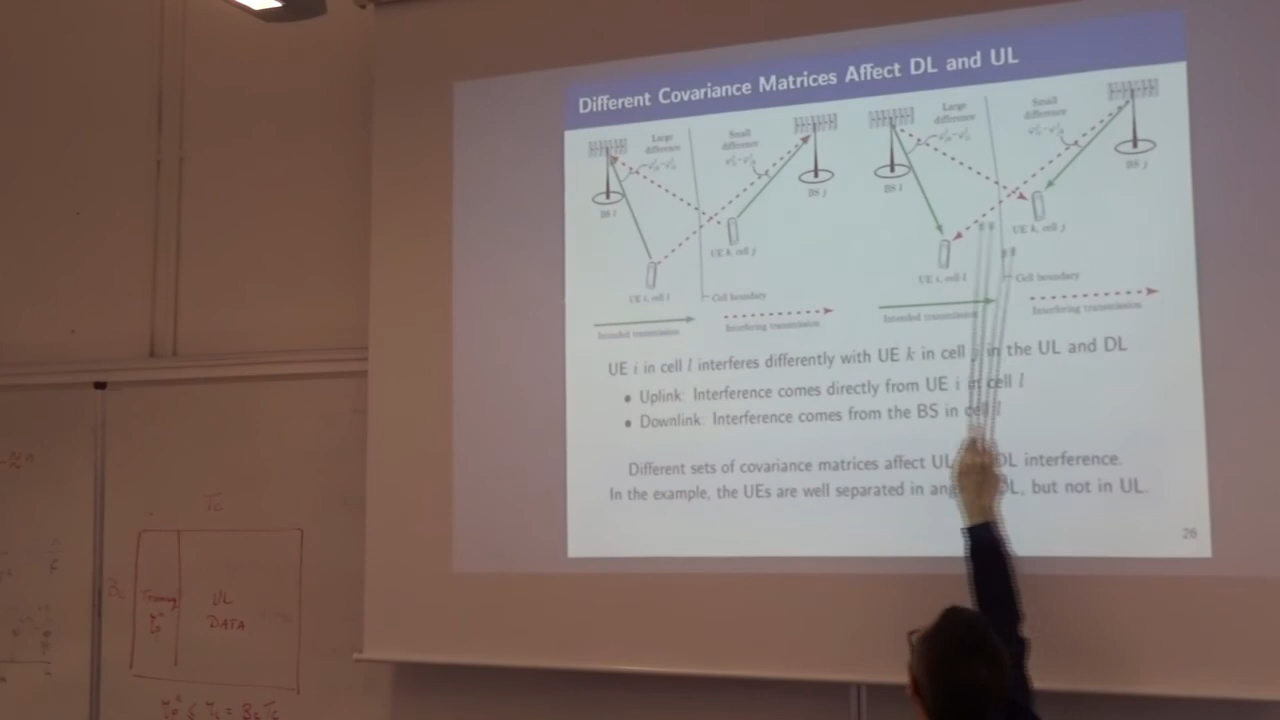 Different Covariance Matrices Affect DL and UL
Large
difference
Small
difference
BS l
BS j
UE k, cell j
UE i, cell l
Cell boundary
Intended transmission
Interfering transmission
Large
difference
Small
difference
BS l
BS j
UE k, cell j
UE i, cell l
Cell boundary
Intended transmission
Interfering transmission
UE i in cell l interferes differently with UE k in cell j in the UL and DL
• Uplink: Interference comes directly from UE i in cell l
• Downlink: Interference comes from the BS in cell l
Different sets of covariance matrices affect UL DL interference.
In the example, the UEs are well separated in DL, but not in UL.
26
Tc
Bc
UL
DATA